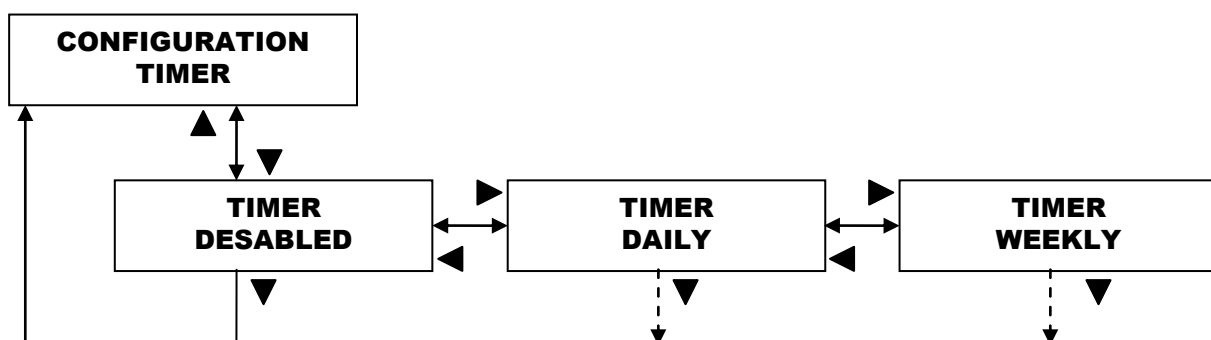 CONFIGURATION
TIMER
TIMER
DESABLED
TIMER
DAILY
TIMER
WEEKLY